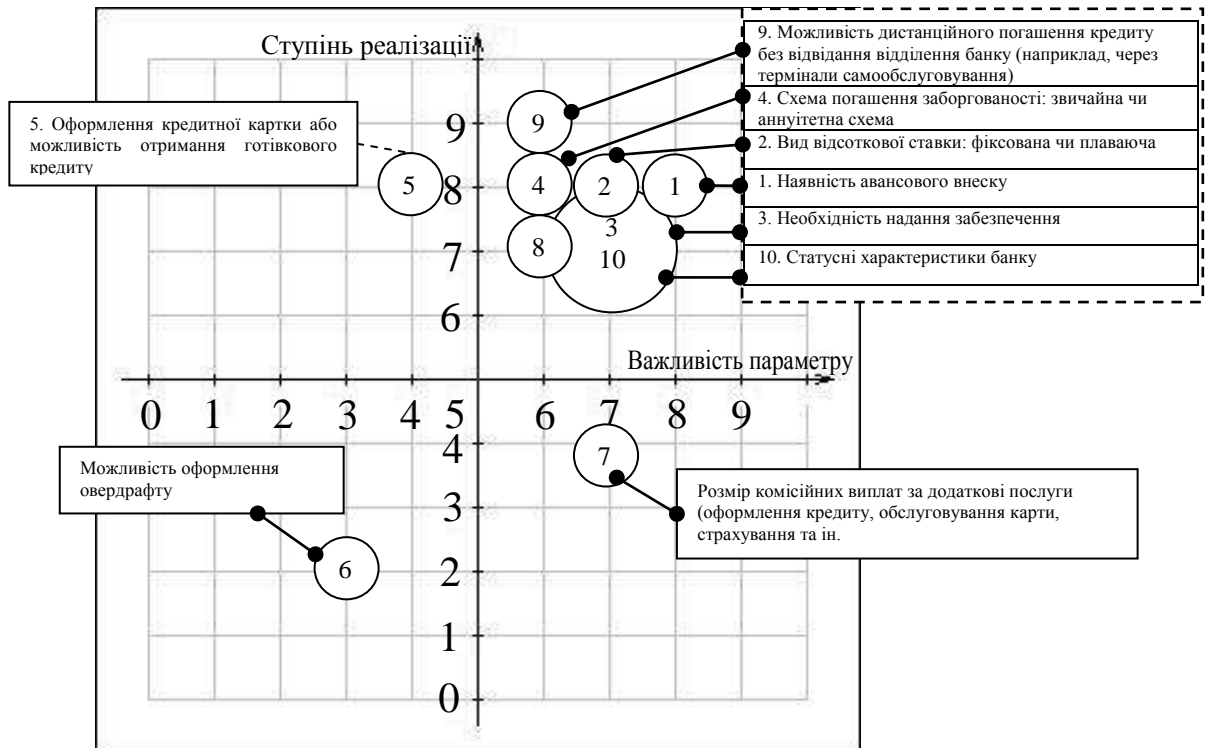 Ступінь реалізації
9. Можливість дистанційного погашення кредиту
без відвідання відділення банку (наприклад, через
термінали самообслуговування)
4. Схема погашення заборгованості: звичайна чи
аннуітетна схема
2. Вид відсоткової ставки: фіксована чи плаваюча
1. Наявність авансового внеску
3. Необхідність надання забезпечення
10. Статусні характеристики банку
5. Оформлення кредитної картки або
можливість отримання готівкового
кредиту
9
9
5
8
4
2
1
3
8
7
10
6
Важливість параметру
0 1 2 3 4 5 6 7 8 9
4
7
Можливість оформлення
овердрафту
Розмір комісійних виплат за додаткові послуги
(оформлення кредиту, обслуговування карти,
страхування та ін.
3
6
2
1
0